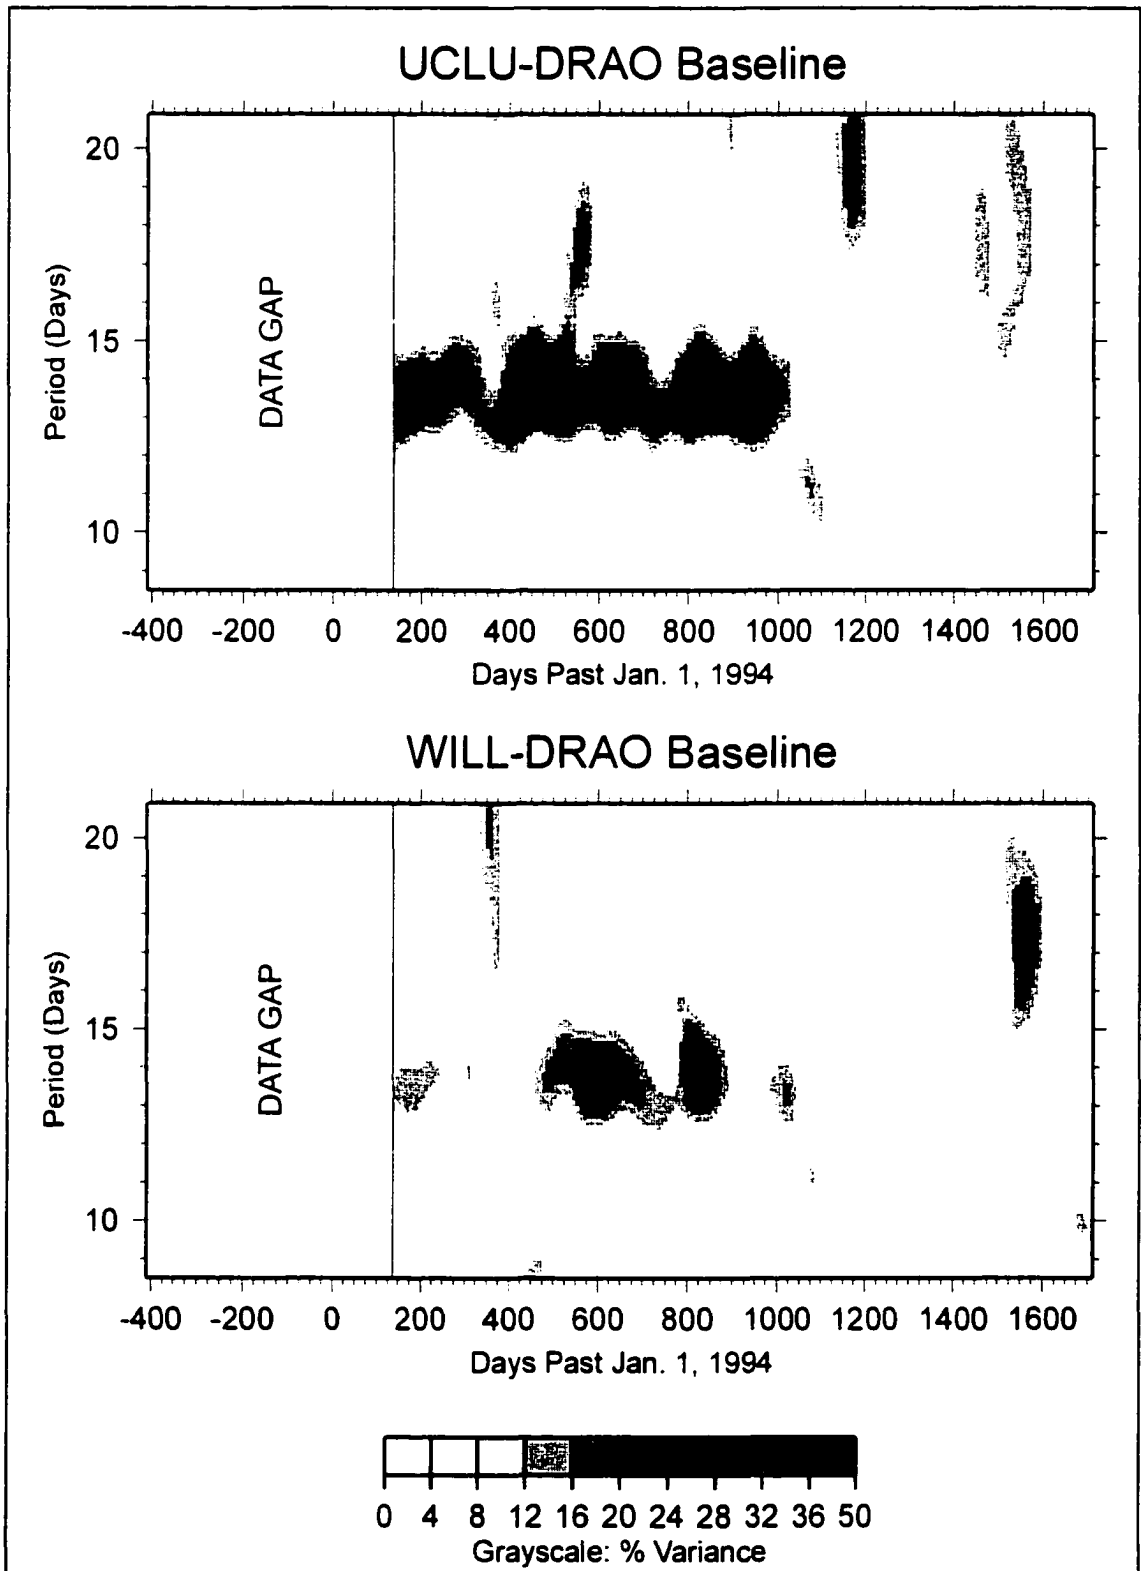 UCLU-DRAO Baseline
20
15
10
Period (Days)
DATA GAP
-400 -200 0 200 400 600 800 1000 1200 1400 1600
Days Past Jan. 1, 1994
WILL-DRAO Baseline
20
15
10
Period (Days)
DATA GAP
-400 -200 0 200 400 600 800 1000 1200 1400 1600
Days Past Jan. 1, 1994
0 4 8 12 16 20 24 28 32 36 50
Grayscale: % Variance